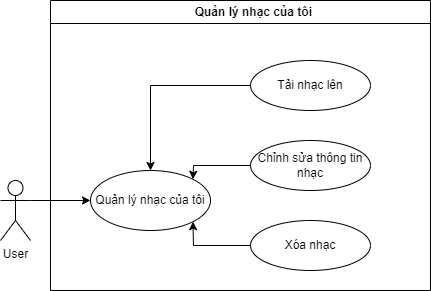 Quản lý nhạc của tôi
Tải nhạc lên
Chỉnh sửa thông tin
nhạc
Quản lý nhạc của tôi
Xóa nhạc
User